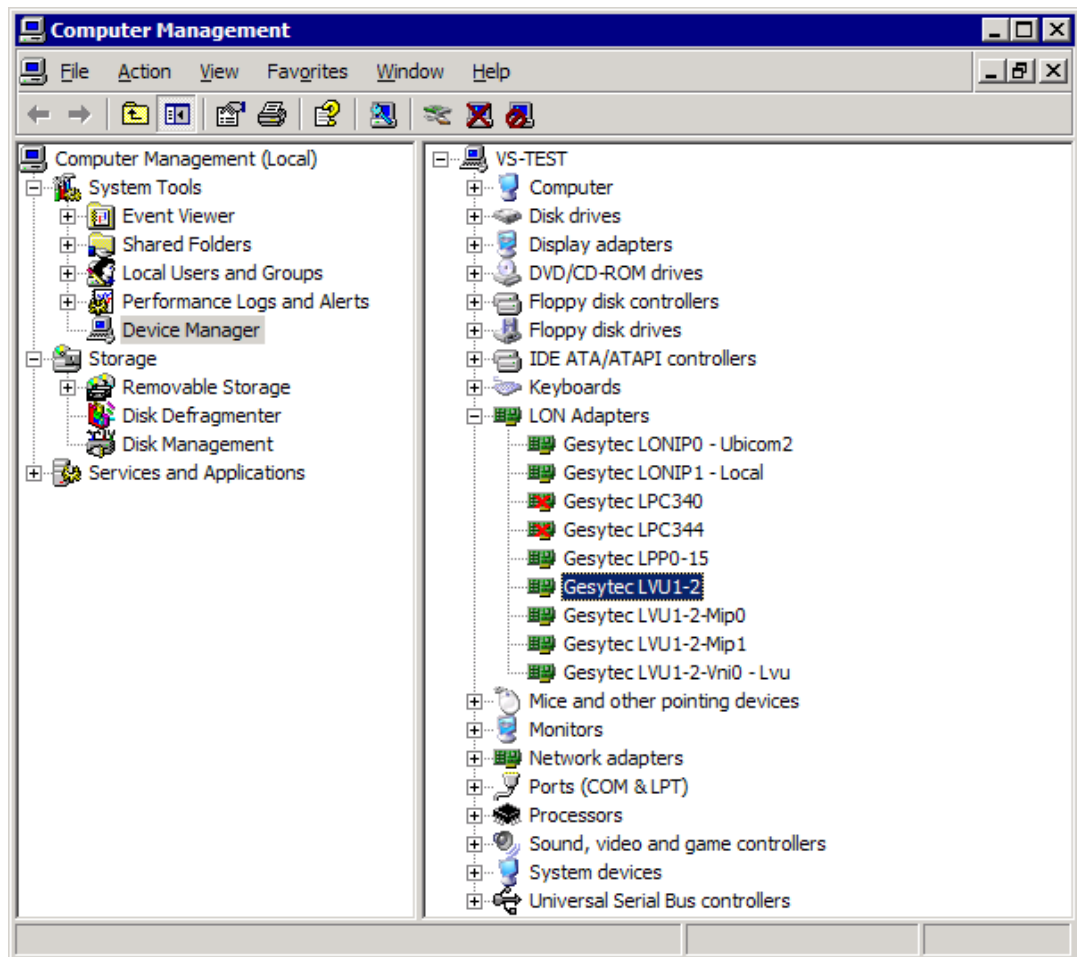 Computer Management
File Action View Favorites Window Help
Computer Management (Local)
System Tools
Event Viewer
Shared Folders
Local Users and Groups
Performance Logs and Alerts
Device Manager
Storage
Removable Storage
Disk Defragmenter
Disk Management
Services and Applications
VS-TEST
Computer
Disk drives
Display adapters
DVD/CD-ROM drives
Floppy disk controllers
Floppy disk drives
IDE ATA/ATAPI controllers
Keyboards
LON Adapters
Gesytec LONIP0 - Ubicom2
Gesytec LONIP1 - Local
Gesytec LPC340
Gesytec LPC344
Gesytec LPP0-15
Gesytec LVU1-2
Gesytec LVU1-2-Mip0
Gesytec LVU1-2-Mip1
Gesytec LVU1-2-Vni0 - Lvu
Mice and other pointing devices
Monitors
Network adapters
Ports (COM & LPT)
Processors
Sound, video and game controllers
System devices
Universal Serial Bus controllers